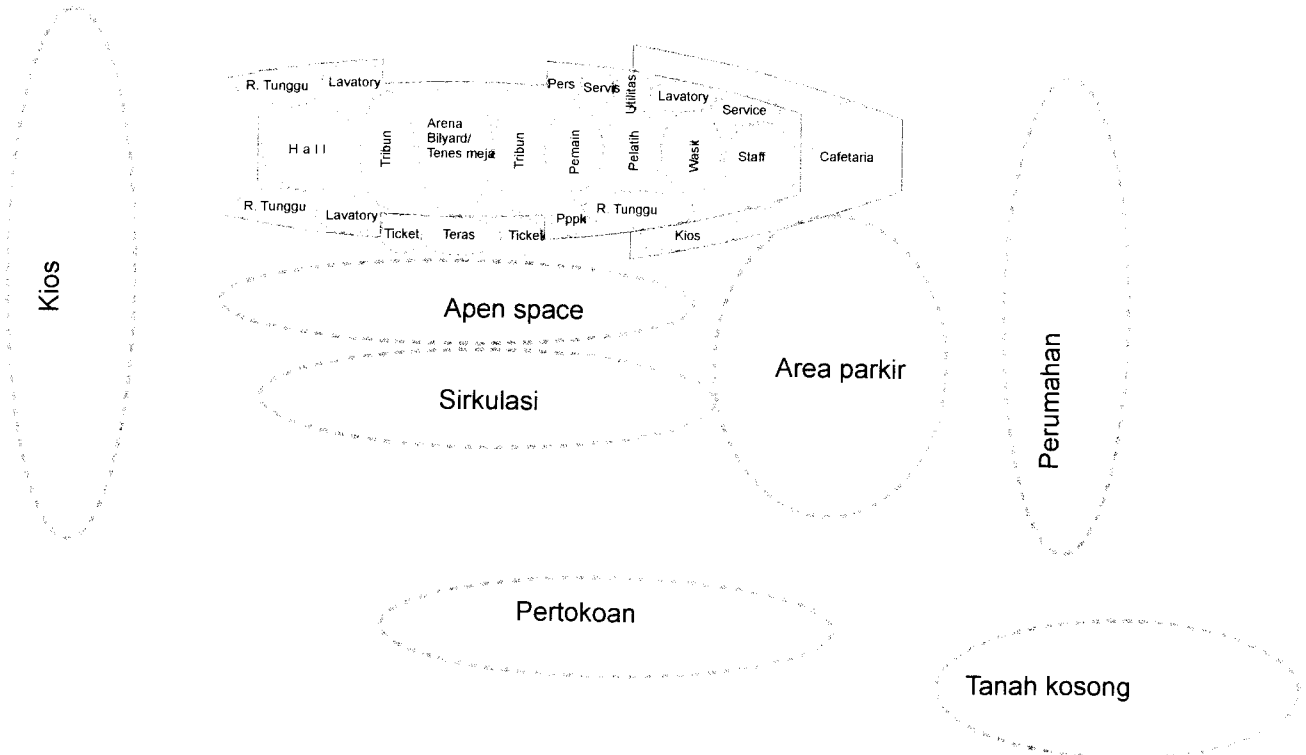 R. Tunggu
Lavatory
Pers
Servis
Utilitas
Lavatory
Service
Hall
Tribun
Arena
Bilyard/
Tenes meja
Tribun
Pemain
Pelatih
Wasit
Staff
Cafetaria
R. Tunggu
Lavatory
Ticket
Teras
Ticket
Pppk
R. Tunggu
Kios
Kios
Apen space
Sirkulasi
Area parkir
Perumahan
Pertokoan
Tanah kosong